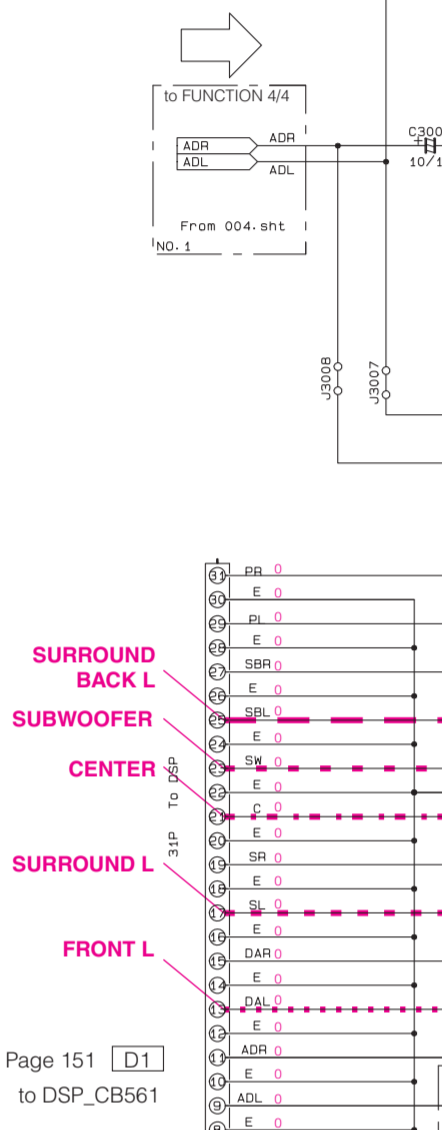 to FUNCTION 4/4
ADR ADR
ADL ADL
From 004.sht
NO. 1
C300
+
10/1
J3008
J3007
31 PR 0
30 E 0
29 PL 0
28 E 0
27 SBR 0
26 E 0
SURROUND
BACK L
25 SBL 0
24 E 0
SUBWOOFER
23 SW 0
22 E 0
CENTER
21 C 0
20 E 0
31P To DSP
19 SR 0
18 E 0
SURROUND L
17 SL 0
16 E 0
15 DAR 0
14 E 0
FRONT L
13 DAL 0
12 E 0
11 ADR 0
10 E 0
9 ADL 0
8 E 0
Page 151 D1
to DSP_CB561